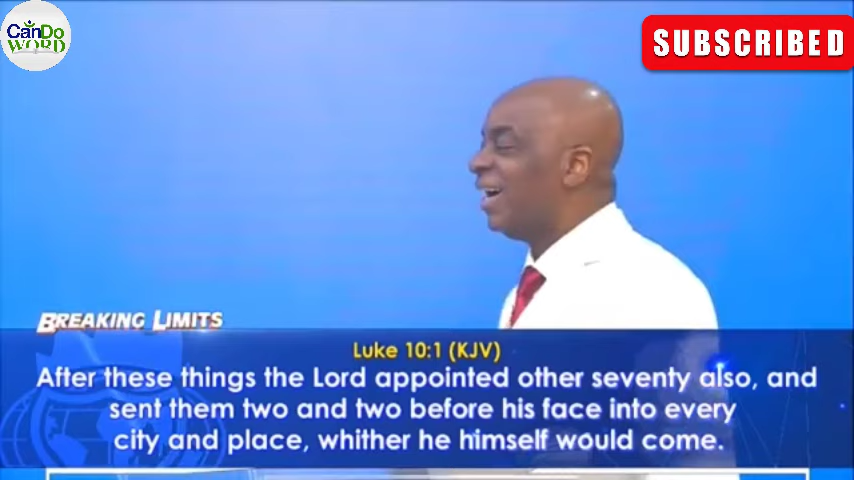 CanDo
WORD
SUBSCRIBED
BREAKING LIMITS
Luke 10:1 (KJV)
After these things the Lord appointed other seventy also, and
sent them two and two before his face into every
city and place, whither he himself would come.